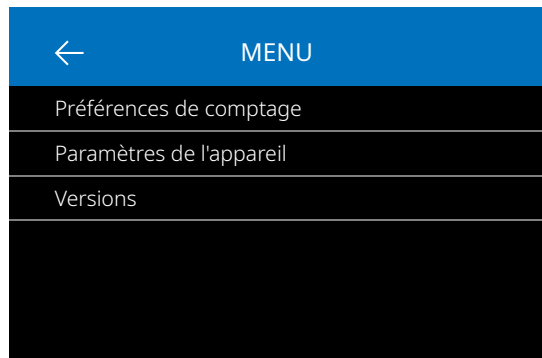 MENU
Préférences de comptage
Paramètres de l'appareil
Versions